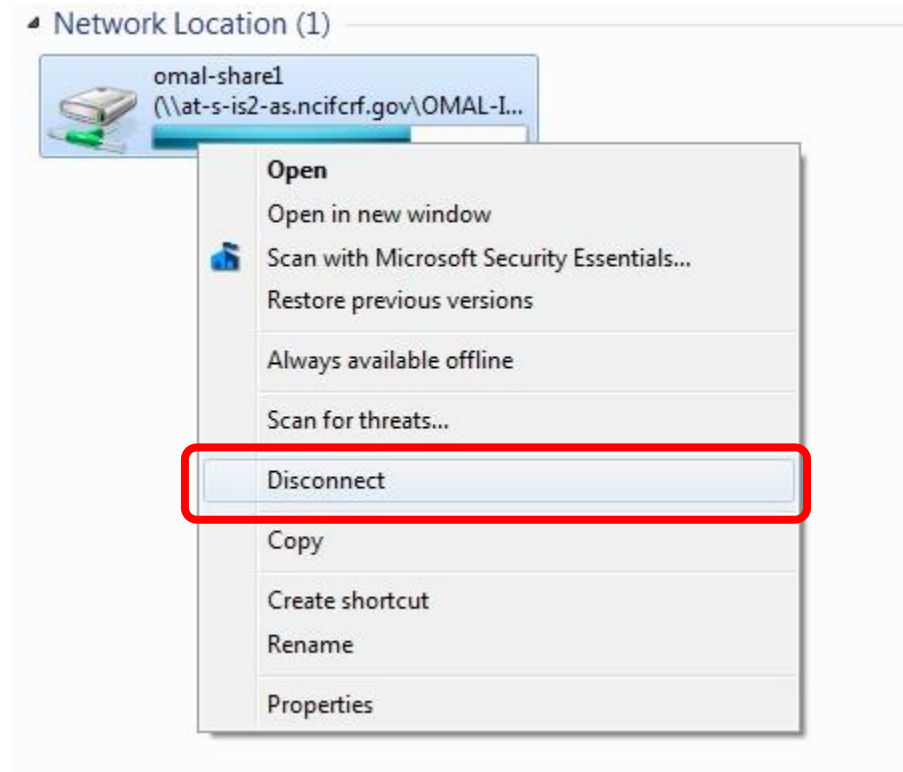 Network Location (1)
omal-share1
(\\at-s-is2-as.ncifcrf.gov\OMAL-I...
Open
Open in new window
Scan with Microsoft Security Essentials...
Restore previous versions
Always available offline
Scan for threats...
Disconnect
Copy
Create shortcut
Rename
Properties